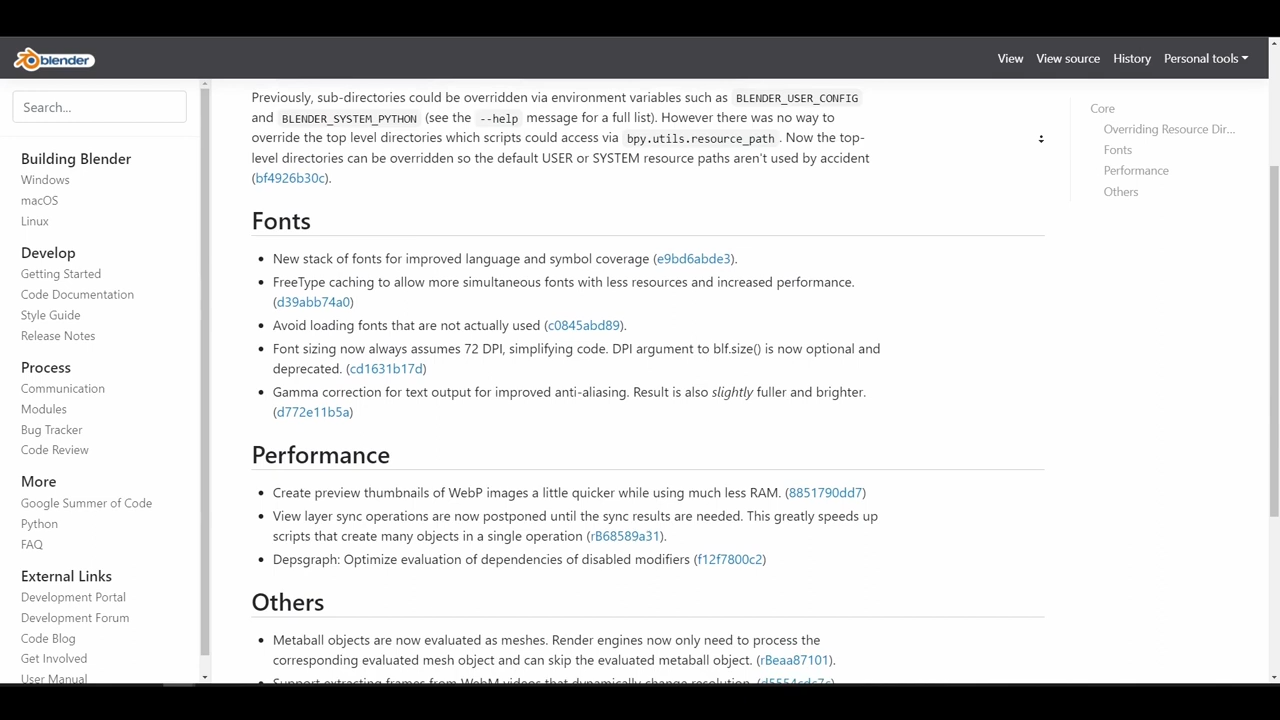 blender
View
View source
History
Personal tools
Search...
Building Blender
Windows
macOS
Linux
Develop
Getting Started
Code Documentation
Style Guide
Release Notes
Process
Communication
Modules
Bug Tracker
Code Review
More
Google Summer of Code
Python
FAQ
External Links
Development Portal
Development Forum
Code Blog
Get Involved
User Manual
Previously, sub-directories could be overridden via environment variables such as BLENDER_USER_CONFIG
and BLENDER_SYSTEM_PYTHON (see the --help message for a full list). However there was no way to
override the top level directories which scripts could access via bpy.utils.resource_path. Now the top-
level directories can be overridden so the default USER or SYSTEM resource paths aren't used by accident
(bf4926b30c).
Fonts
• New stack of fonts for improved language and symbol coverage (e9bd6abde3).
• FreeType caching to allow more simultaneous fonts with less resources and increased performance.
(d39abb74a0)
• Avoid loading fonts that are not actually used (c0845abd89).
• Font sizing now always assumes 72 DPI, simplifying code. DPI argument to blf.size() is now optional and
deprecated. (cd1631b17d)
• Gamma correction for text output for improved anti-aliasing. Result is also slightly fuller and brighter.
(d772e11b5a)
Performance
• Create preview thumbnails of WebP images a little quicker while using much less RAM. (8851790dd7)
• View layer sync operations are now postponed until the sync results are needed. This greatly speeds up
scripts that create many objects in a single operation (rB68589a31).
• Depsgraph: Optimize evaluation of dependencies of disabled modifiers (f12f7800c2)
Others
• Metaball objects are now evaluated as meshes. Render engines now only need to process the
corresponding evaluated mesh object and can skip the evaluated metaball object. (rBeaa87101).
• Support extracting frames from WebM videos that dynamically change resolution. (d5554cdc7c).
Core
Overriding Resource Dir...
Fonts
Performance
Others